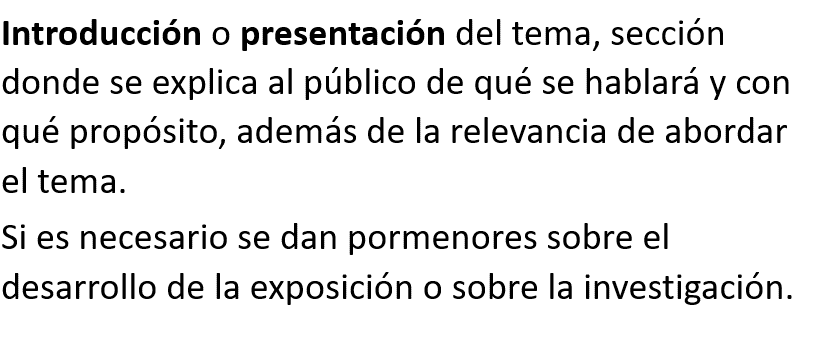 Introducción o presentación del tema, sección
donde se explica al público de qué se hablará y con
qué propósito, además de la relevancia de abordar
el tema.
Si es necesario se dan pormenores sobre el
desarrollo de la exposición o sobre la investigación.